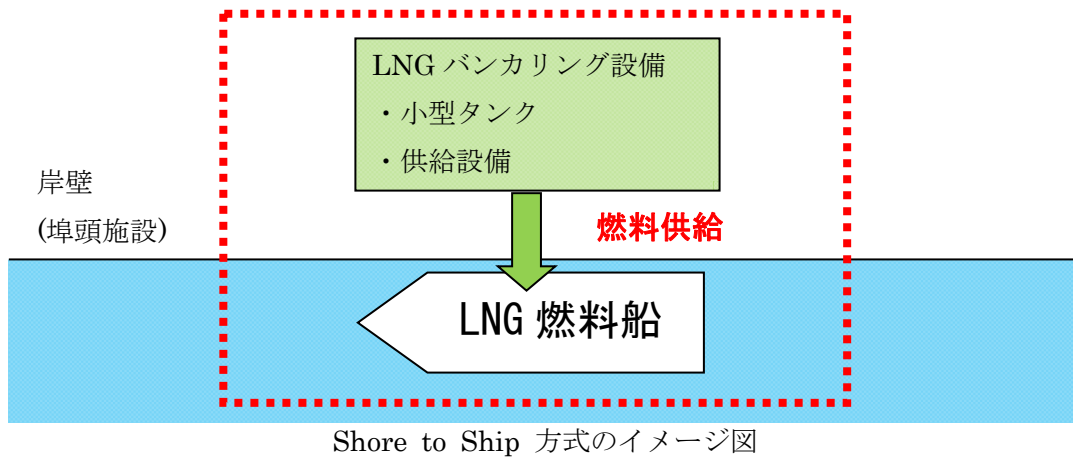 LNG バンカリング設備
・小型タンク
・供給設備
岸壁
(埠頭施設)
燃料供給
LNG 燃料船
Shore to Ship 方式のイメージ図